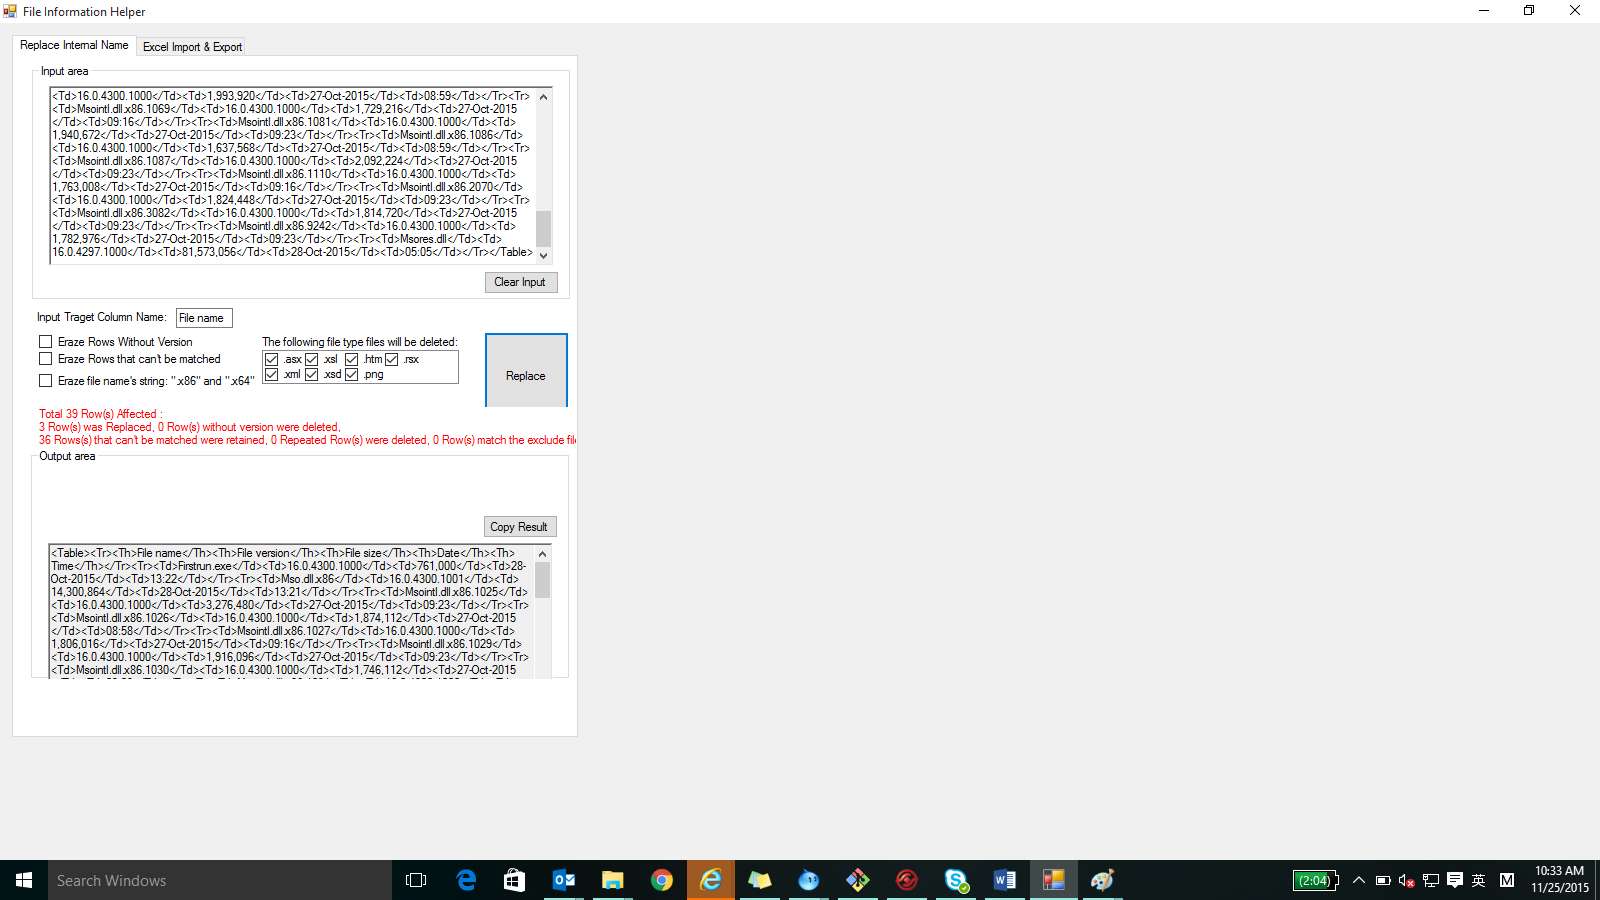 File Information Helper
Replace Internal Name
Excel Import & Export
Input area
<Td>16.0.4300.1000</Td><Td>1,993,920</Td><Td>27-Oct-2015</Td><Td>08:59</Td></Tr><Tr>
<Td>Msointl.dll.x86.1069</Td><Td>16.0.4300.1000</Td><Td>1,729,216</Td><Td>27-Oct-2015
</Td><Td>09:16</Td></Tr><Tr><Td>Msointl.dll.x86.1081</Td><Td>16.0.4300.1000</Td><Td>
1,940,672</Td><Td>27-Oct-2015</Td><Td>09:23</Td></Tr><Tr><Td>Msointl.dll.x86.1086</Td>
<Td>16.0.4300.1000</Td><Td>1,637,568</Td><Td>27-Oct-2015</Td><Td>08:59</Td></Tr><Tr>
<Td>Msointl.dll.x86.1087</Td><Td>16.0.4300.1000</Td><Td>2,092,224</Td><Td>27-Oct-2015
</Td><Td>09:23</Td></Tr><Tr><Td>Msointl.dll.x86.1110</Td><Td>16.0.4300.1000</Td><Td>
1,763,008</Td><Td>27-Oct-2015</Td><Td>09:16</Td></Tr><Tr><Td>Msointl.dll.x86.2070</Td>
<Td>16.0.4300.1000</Td><Td>1,824,448</Td><Td>27-Oct-2015</Td><Td>09:23</Td></Tr><Tr>
<Td>Msointl.dll.x86.3082</Td><Td>16.0.4300.1000</Td><Td>1,814,720</Td><Td>27-Oct-2015
</Td><Td>09:23</Td></Tr><Tr><Td>Msointl.dll.x86.9242</Td><Td>16.0.4300.1000</Td><Td>
1,782,976</Td><Td>27-Oct-2015</Td><Td>09:23</Td></Tr><Tr><Td>Msores.dll</Td><Td>
16.0.4297.1000</Td><Td>81,573,056</Td><Td>28-Oct-2015</Td><Td>05:05</Td></Tr></Table>
Clear Input
Input Traget Column Name: File name
Eraze Rows Without Version
Eraze Rows that can't be matched
Eraze file name's string: ".x86" and ".x64"
The following file type files will be deleted:
.asx .xsl .htm .rsx
.xml .xsd .png
Replace
Total 39 Row(s) Affected :
3 Row(s) was Replaced, 0 Row(s) without version were deleted,
36 Rows(s) that can't be matched were retained, 0 Repeated Row(s) were deleted, 0 Row(s) match the exclude fil
Output area
Copy Result
<Table><Tr><Th>File name</Th><Th>File version</Th><Th>File size</Th><Th>Date</Th><Th>
Time</Th></Tr><Tr><Td>Firstrun.exe</Td><Td>16.0.4300.1000</Td><Td>761,000</Td><Td>28-
Oct-2015</Td><Td>13:22</Td></Tr><Tr><Td>Mso.dll.x86</Td><Td>16.0.4300.1001</Td><Td>
14,300,864</Td><Td>28-Oct-2015</Td><Td>13:21</Td></Tr><Tr><Td>Msointl.dll.x86.1025</Td>
<Td>16.0.4300.1000</Td><Td>3,276,480</Td><Td>27-Oct-2015</Td><Td>09:23</Td></Tr><Tr>
<Td>Msointl.dll.x86.1026</Td><Td>16.0.4300.1000</Td><Td>1,874,112</Td><Td>27-Oct-2015
</Td><Td>08:58</Td></Tr><Tr><Td>Msointl.dll.x86.1027</Td><Td>16.0.4300.1000</Td><Td>
1,806,016</Td><Td>27-Oct-2015</Td><Td>09:16</Td></Tr><Tr><Td>Msointl.dll.x86.1029</Td>
<Td>16.0.4300.1000</Td><Td>1,916,096</Td><Td>27-Oct-2015</Td><Td>09:23</Td></Tr><Tr>
<Td>Msointl.dll.x86.1030</Td><Td>16.0.4300.1000</Td><Td>1,746,112</Td><Td>27-Oct-2015
Search Windows
(2:04)
英
M
10:33 AM
11/25/2015